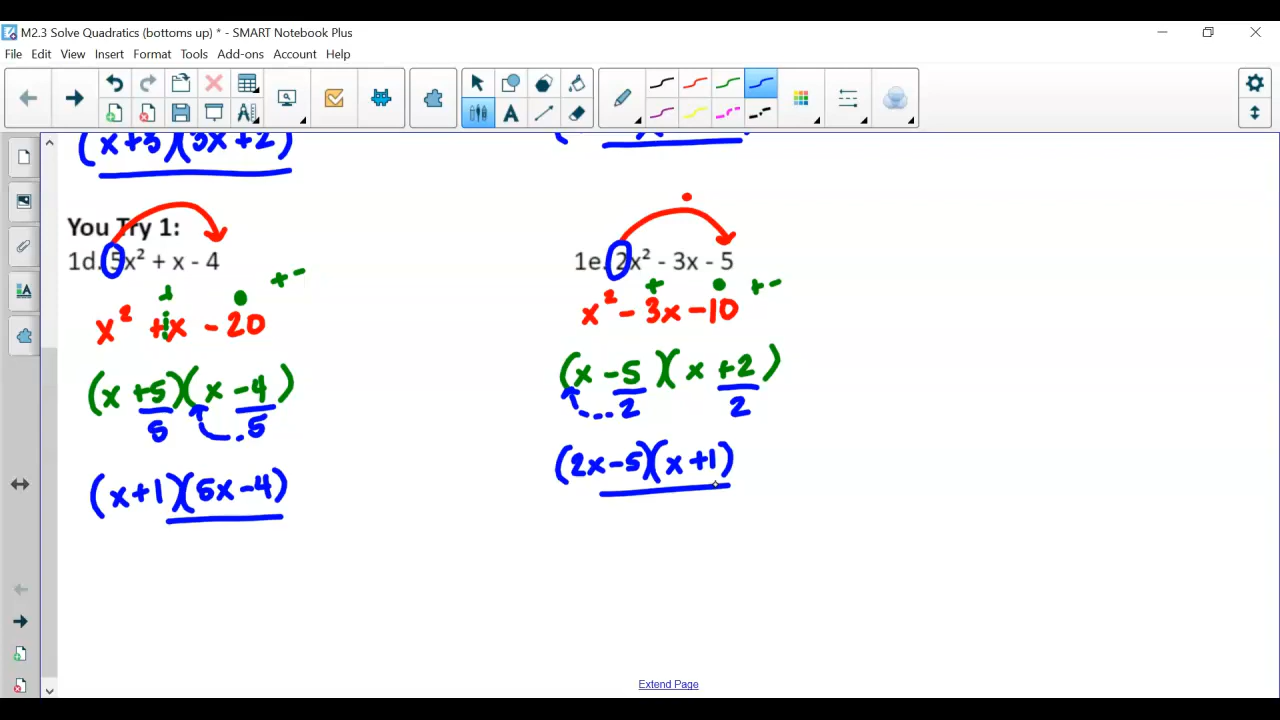 M2.3 Solve Quadratics (bottoms up) * - SMART Notebook Plus
File Edit View Insert Format Tools Add-ons Account Help
(x+3)(3x+2)
You Try 1:
1d. 5x² + x - 4
+ -
+
x² +1x - 20
(x +5)(x -4)
5 5
(x+1)(5x-4)
1e. 2x² - 3x - 5
+ + -
x² - 3x - 10
(x -5)(x +2)
2 2
(2x-5)(x+1)
Extend Page